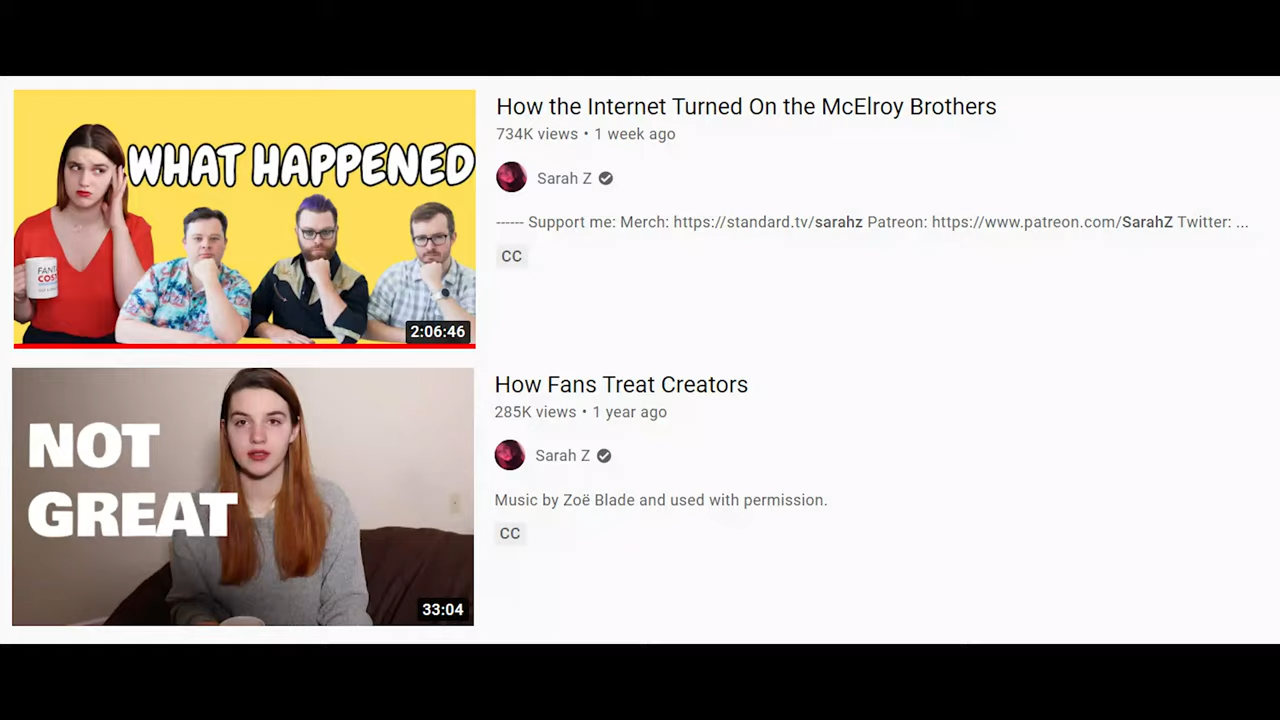 WHAT HAPPENED
2:06:46
How the Internet Turned On the McElroy Brothers
734K views • 1 week ago
Sarah Z
------ Support me: Merch: https://standard.tv/sarahz Patreon: https://www.patreon.com/SarahZ Twitter: ...
CC
NOT
GREAT
33:04
How Fans Treat Creators
285K views • 1 year ago
Sarah Z
Music by Zoë Blade and used with permission.
CC